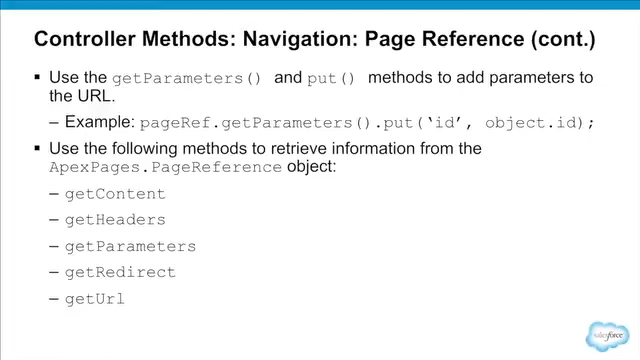 Controller Methods: Navigation: Page Reference (cont.)
▪ Use the getParameters() and put() methods to add parameters to
the URL.
– Example: pageRef.getParameters().put(‘id’, object.id);
▪ Use the following methods to retrieve information from the
ApexPages.PageReference object:
– getContent
– getHeaders
– getParameters
– getRedirect
– getUrl
salesforce